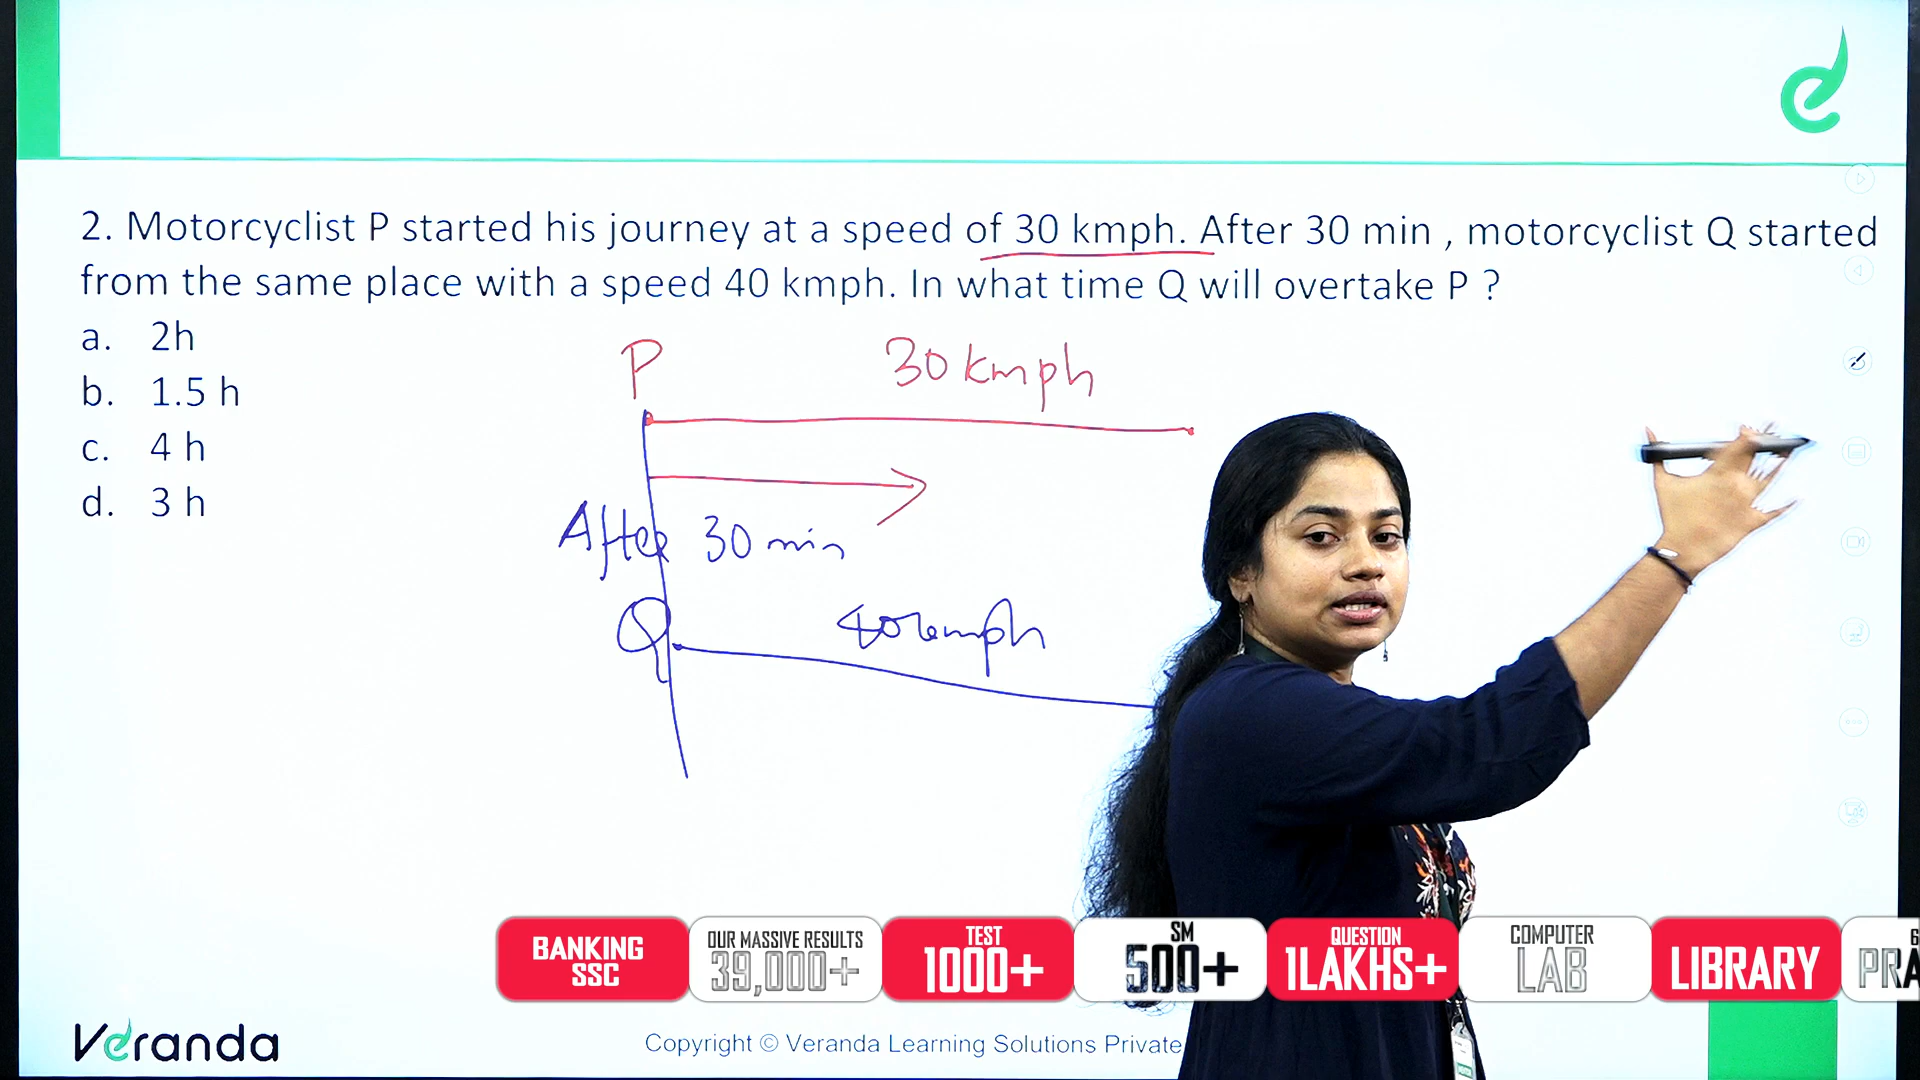 2. Motorcyclist P started his journey at a speed of 30 kmph. After 30 min , motorcyclist Q started
from the same place with a speed 40 kmph. In what time Q will overtake P ?
a. 2h
b. 1.5 h
c. 4 h
d. 3 h
P 30 kmph
After 30 min
Q 40 kmph
BANKING
SSC
OUR MASSIVE RESULTS
39,000+
TEST
1000+
SM
500+
QUESTION
1LAKHS+
COMPUTER
LAB
LIBRARY
6
PRA
Veranda
Copyright © Veranda Learning Solutions Private